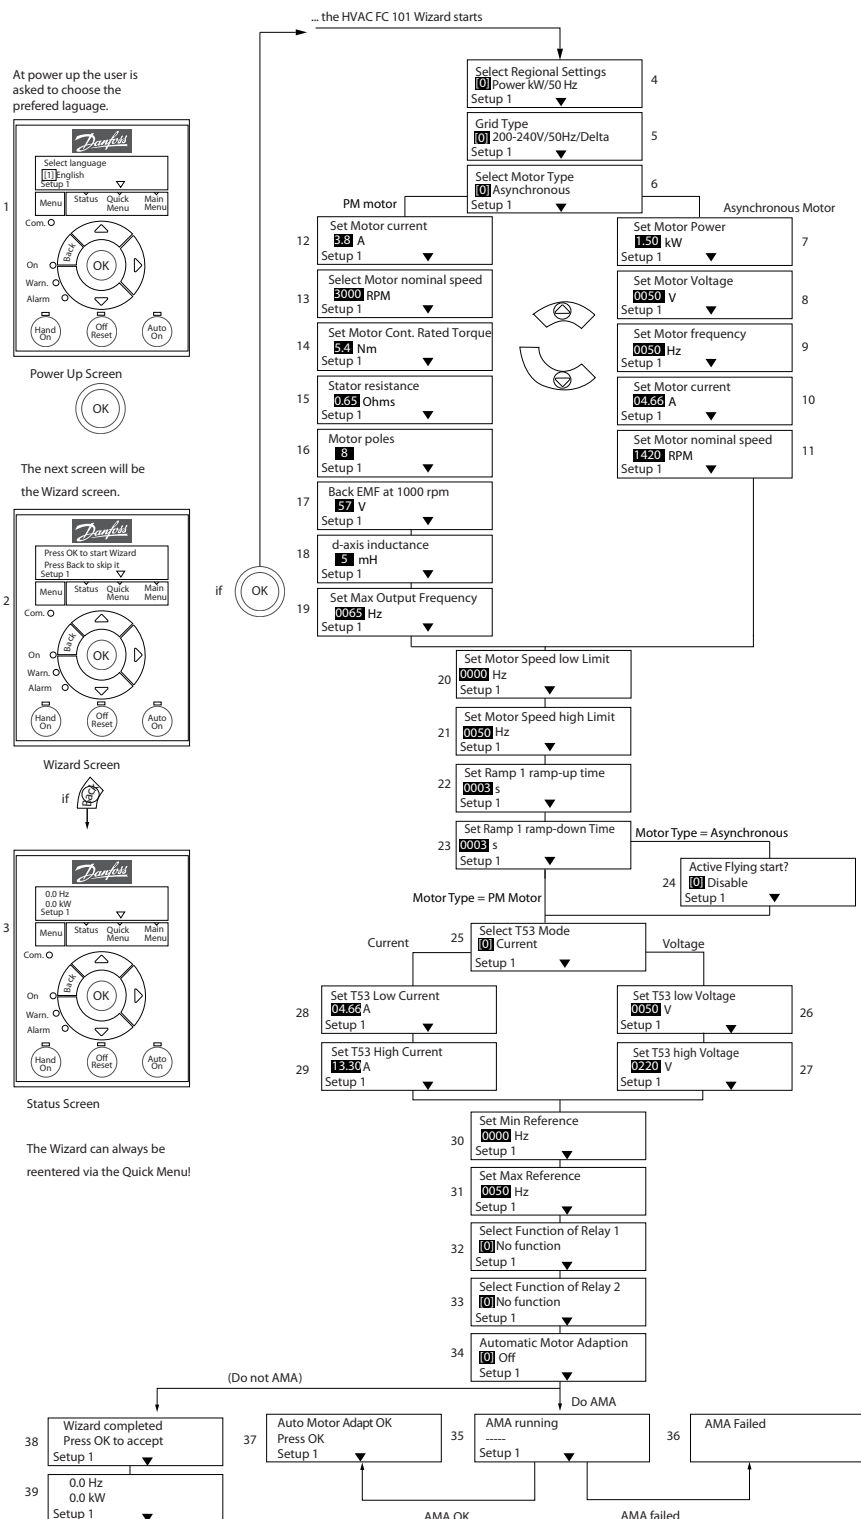 ... the HVAC FC 101 Wizard starts
At power up the user is
asked to choose the
prefered laguage.
1
Danfoss
Select language
[1] English
Setup 1
Menu
Status
Quick
Menu
Main
Menu
Com.
Back
OK
On
Warn.
Alarm
Hand
On
Off
Reset
Auto
On
Power Up Screen
OK
The next screen will be
the Wizard screen.
2
Danfoss
Press OK to start Wizard
Press Back to skip it
Setup 1
Menu
Status
Quick
Menu
Main
Menu
Com.
Back
OK
On
Warn.
Alarm
Hand
On
Off
Reset
Auto
On
Wizard Screen
if
Back
if
OK
3
Danfoss
0.0 Hz
0.0 kW
Setup 1
Menu
Status
Quick
Menu
Main
Menu
Com.
Back
OK
On
Warn.
Alarm
Hand
On
Off
Reset
Auto
On
Status Screen
The Wizard can always be
reentered via the Quick Menu!
Select Regional Settings
[0] Power kW/50 Hz
Setup 1
4
Grid Type
[0] 200-240V/50Hz/Delta
Setup 1
5
Select Motor Type
[0] Asynchronous
Setup 1
6
PM motor
Asynchronous Motor
12
Set Motor current
3.8 A
Setup 1
13
Select Motor nominal speed
3000 RPM
Setup 1
14
Set Motor Cont. Rated Torque
5.4 Nm
Setup 1
15
Stator resistance
0.65 Ohms
Setup 1
16
Motor poles
8
Setup 1
17
Back EMF at 1000 rpm
57 V
Setup 1
18
d-axis inductance
5 mH
Setup 1
19
Set Max Output Frequency
0065 Hz
Setup 1
Set Motor Power
1.50 kW
Setup 1
7
Set Motor Voltage
0050 V
Setup 1
8
Set Motor frequency
0050 Hz
Setup 1
9
Set Motor current
04.66 A
Setup 1
10
Set Motor nominal speed
1420 RPM
Setup 1
11
20
Set Motor Speed low Limit
0000 Hz
Setup 1
21
Set Motor Speed high Limit
0050 Hz
Setup 1
22
Set Ramp 1 ramp-up time
0003 s
Setup 1
23
Set Ramp 1 ramp-down Time
0003 s
Setup 1
Motor Type = Asynchronous
24
Active Flying start?
[0] Disable
Setup 1
Motor Type = PM Motor
Current
25
Select T53 Mode
[0] Current
Setup 1
Voltage
28
Set T53 Low Current
04.66 A
Setup 1
29
Set T53 High Current
13.30 A
Setup 1
Set T53 low Voltage
0050 V
Setup 1
26
Set T53 high Voltage
0220 V
Setup 1
27
30
Set Min Reference
0000 Hz
Setup 1
31
Set Max Reference
0050 Hz
Setup 1
32
Select Function of Relay 1
[0] No function
Setup 1
33
Select Function of Relay 2
[0] No function
Setup 1
34
Automatic Motor Adaption
[0] Off
Setup 1
(Do not AMA)
Do AMA
38
Wizard completed
Press OK to accept
Setup 1
37
Auto Motor Adapt OK
Press OK
Setup 1
35
AMA running
-----
Setup 1
36
AMA Failed
39
0.0 Hz
0.0 kW
Setup 1
AMA OK
AMA failed